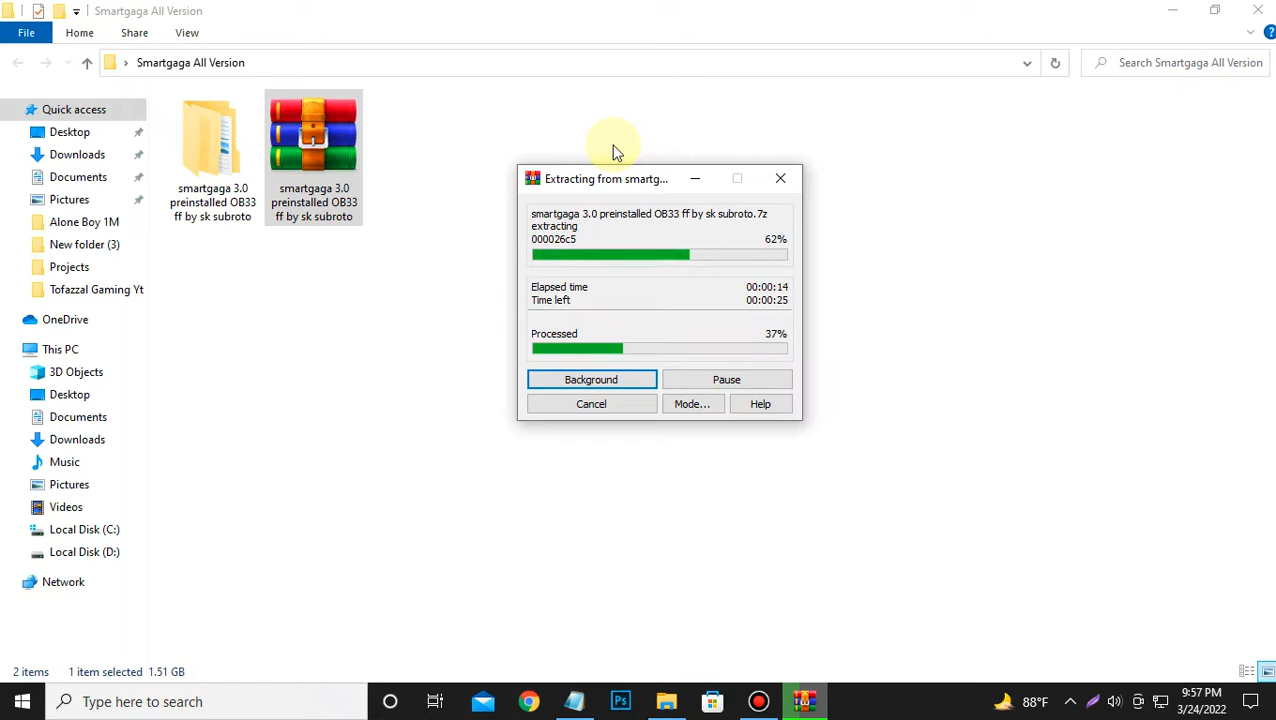 Smartgaga All Version
File
Home
Share
View
Smartgaga All Version
Search Smartgaga All Version
Quick access
Desktop
Downloads
Documents
Pictures
Alone Boy 1M
New folder (3)
Projects
Tofazzal Gaming Yt
OneDrive
This PC
3D Objects
Desktop
Documents
Downloads
Music
Pictures
Videos
Local Disk (C:)
Local Disk (D:)
Network
smartgaga 3.0
preinstalled OB33
ff by sk subroto
smartgaga 3.0
preinstalled OB33
ff by sk subroto
Extracting from smartg...
smartgaga 3.0 preinstalled OB33 ff by sk subroto.7z
extracting
000026c5 62%
Elapsed time 00:00:14
Time left 00:00:25
Processed 37%
Background
Pause
Cancel
Mode...
Help
2 items
1 item selected 1.51 GB
Type here to search
Ps
88°F
9:57 PM
3/24/2022